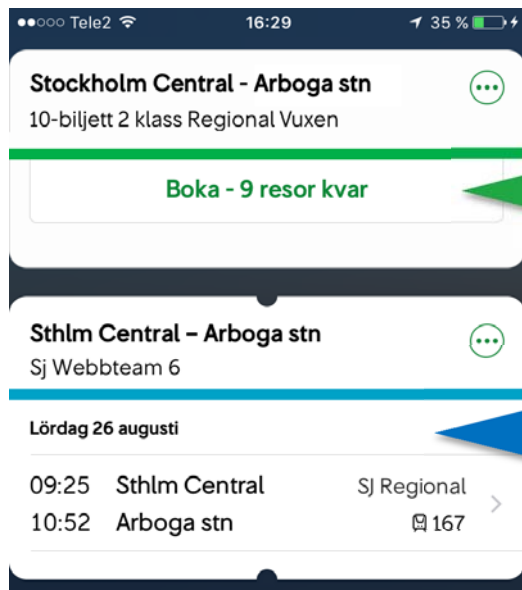 Tele2 16:29 35 %
Stockholm Central - Arboga stn
10-biljett 2 klass Regional Vuxen
Boka - 9 resor kvar
Sthlm Central – Arboga stn
Sj Webbteam 6
Lördag 26 augusti
09:25 Sthlm Central SJ Regional
10:52 Arboga stn 167